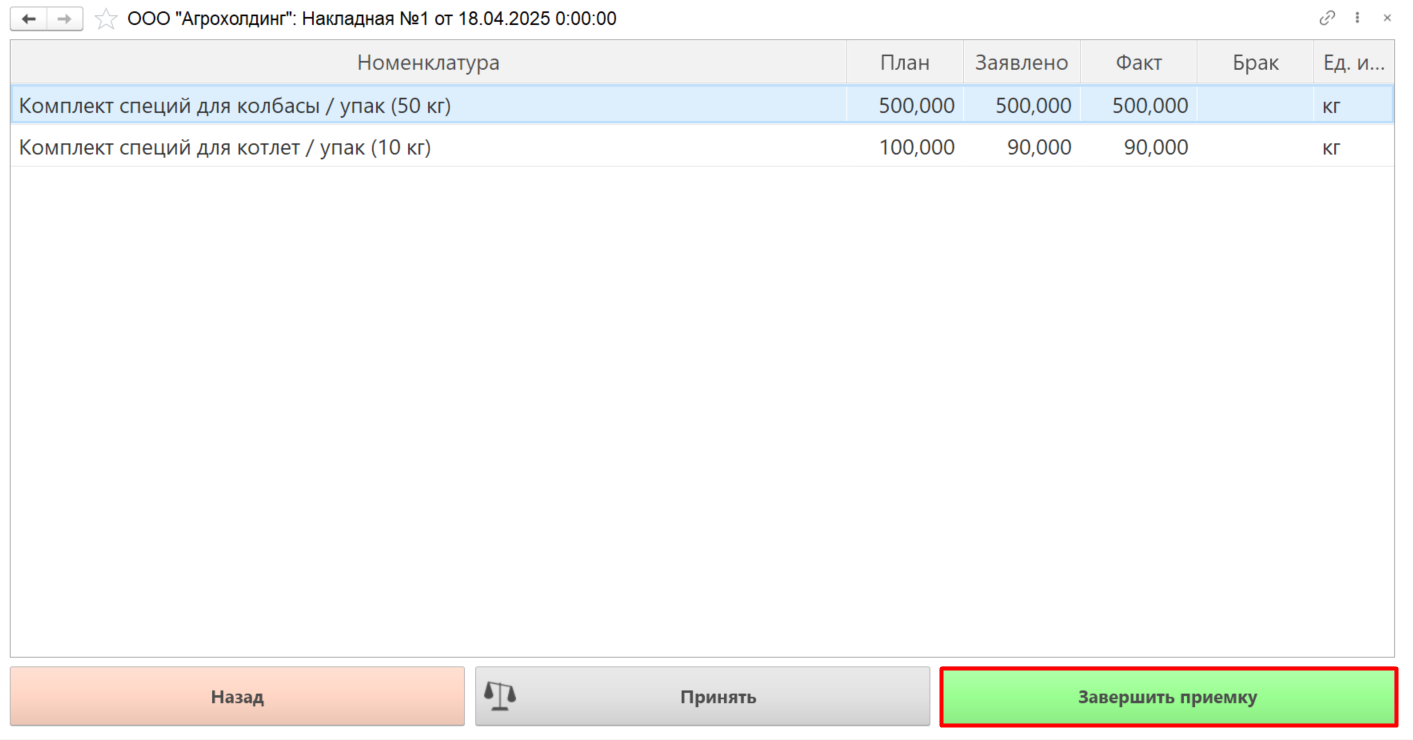 ООО "Агрохолдинг": Накладная №1 от 18.04.2025 0:00:00
Номенклатура План Заявлено Факт Брак Ед. и...
Комплект специй для колбасы / упак (50 кг) 500,000 500,000 500,000 кг
Комплект специй для котлет / упак (10 кг) 100,000 90,000 90,000 кг
Назад Принять Завершить приемку